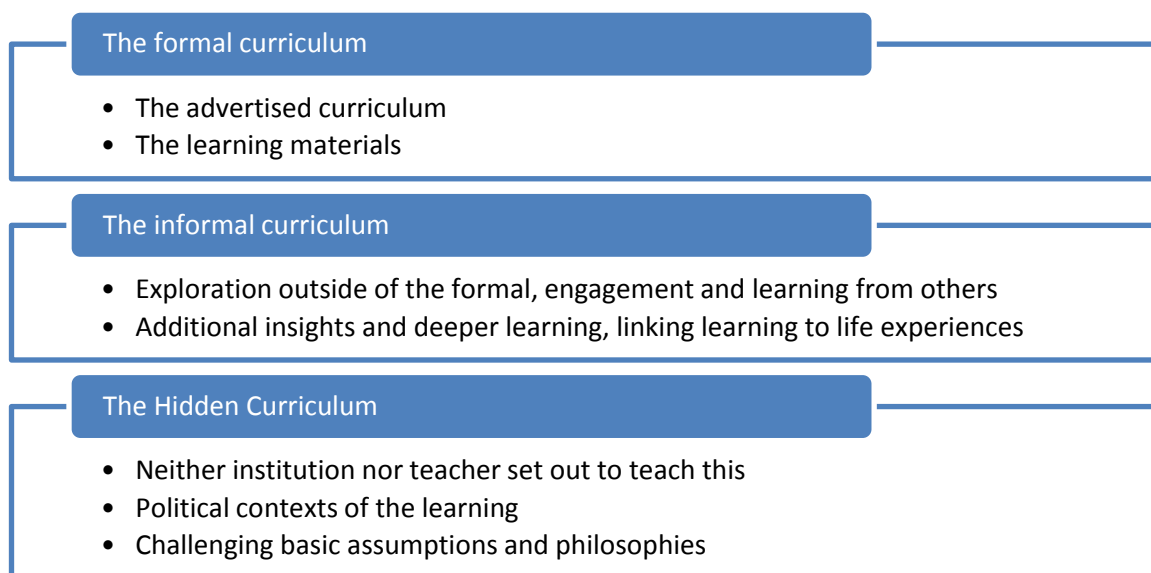 The formal curriculum
• The advertised curriculum
• The learning materials
The informal curriculum
• Exploration outside of the formal, engagement and learning from others
• Additional insights and deeper learning, linking learning to life experiences
The Hidden Curriculum
• Neither institution nor teacher set out to teach this
• Political contexts of the learning
• Challenging basic assumptions and philosophies